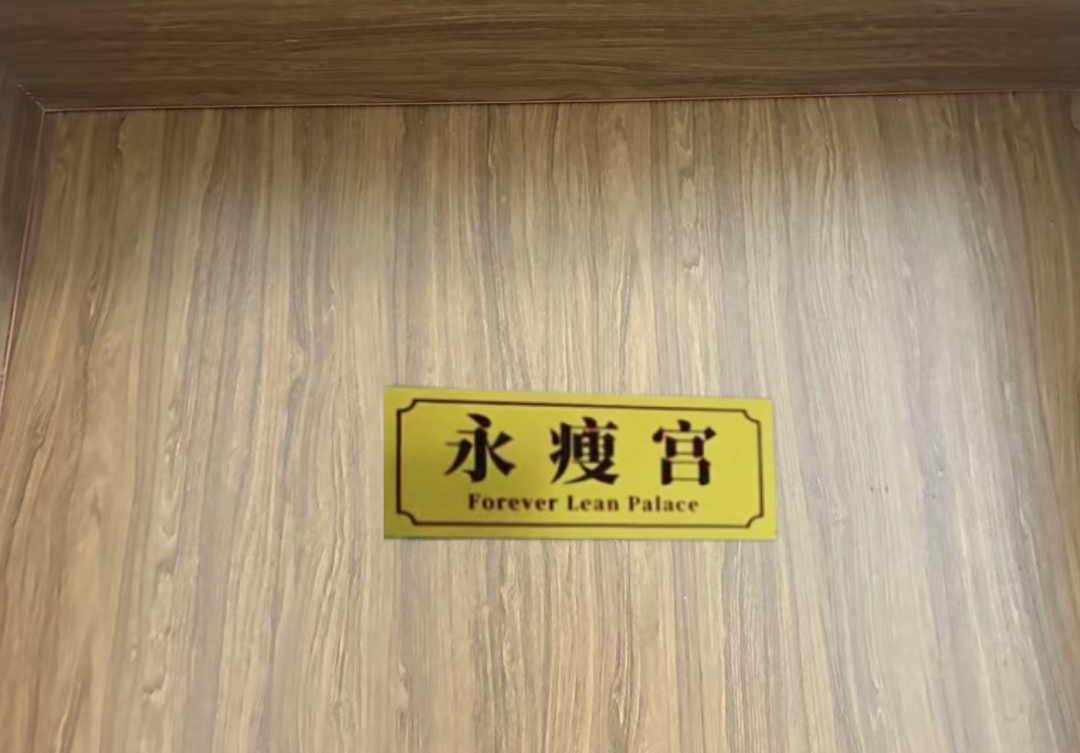 永瘦宫
Forever Lean Palace